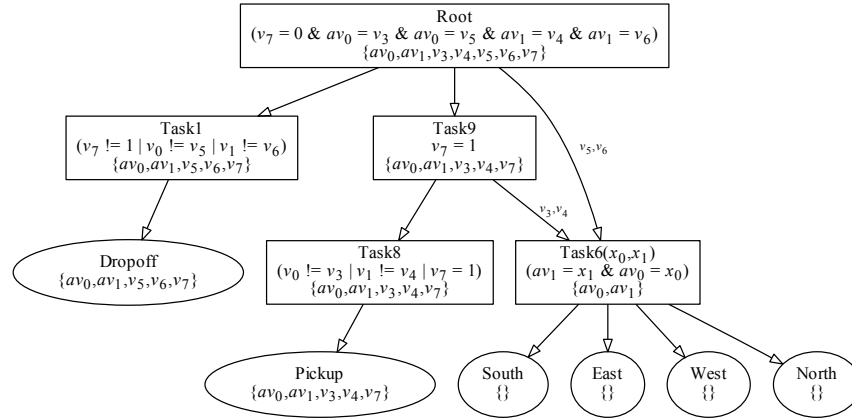 Root
(v₇ = 0 & av₀ = v₃ & av₀ = v₅ & av₁ = v₄ & av₁ = v₆)
{av₀,av₁,v₃,v₄,v₅,v₆,v₇}
Task1
(v₇ != 1 | v₀ != v₅ | v₁ != v₆)
{av₀,av₁,v₅,v₆,v₇}
Task9
v₇ = 1
{av₀,av₁,v₃,v₄,v₇}
v₅,v₆
v₃,v₄
Dropoff
{av₀,av₁,v₅,v₆,v₇}
Task8
(v₀ != v₃ | v₁ != v₄ | v₇ = 1)
{av₀,av₁,v₃,v₄,v₇}
Task6(x₀,x₁)
(av₁ = x₁ & av₀ = x₀)
{av₀,av₁}
Pickup
{av₀,av₁,v₃,v₄,v₇}
South
{}
East
{}
West
{}
North
{}